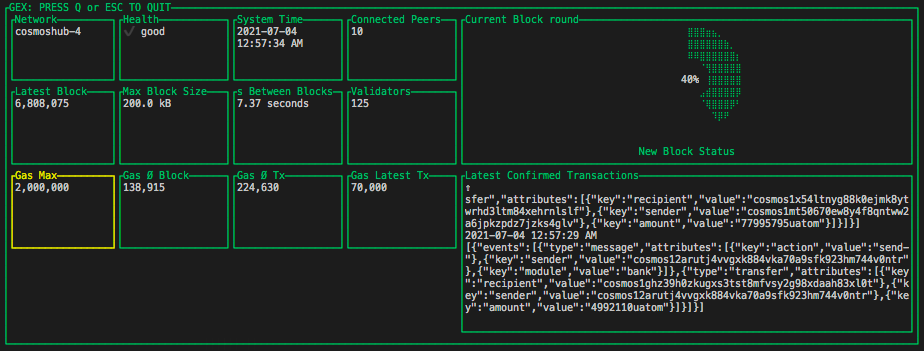 GEX: PRESS Q or ESC TO QUIT
Network
cosmoshub-4
Health
✔ good
System Time
2021-07-04
12:57:34 AM
Connected Peers
10
Current Block round
40%
New Block Status
Latest Block
6,808,075
Max Block Size
200.0 kB
s Between Blocks
7.37 seconds
Validators
125
Gas Max
2,000,000
Gas Ø Block
138,915
Gas Ø Tx
224,630
Gas Latest Tx
70,000
Latest Confirmed Transactions
↑
sfer","attributes":[{"key":"recipient","value":"cosmos1x54ltnyg88k0ejmk8yt
wrhd3ltm84xehrnlslf"},{"key":"sender","value":"cosmos1mt50670ew8y4f8qntww2
a6jpkzpdz7jzks4glv"},{"key":"amount","value":"77995795uatom"}]}]}]
2021-07-04 12:57:29 AM
[{"events":[{"type":"message","attributes":[{"key":"action","value":"send-
"},{"key":"sender","value":"cosmos12arutj4vvgxk884vka70a9sfk923hm744v0ntr"
},{"key":"module","value":"bank"}]},{"type":"transfer","attributes":[{"key"
:"recipient","value":"cosmos1ghz39h0zkugxs3tst8mfvsy2g98xdaah83xl0t"},{"k
ey":"sender","value":"cosmos12arutj4vvgxk884vka70a9sfk923hm744v0ntr"},{"ke
y":"amount","value":"4992110uatom"}]}]}]